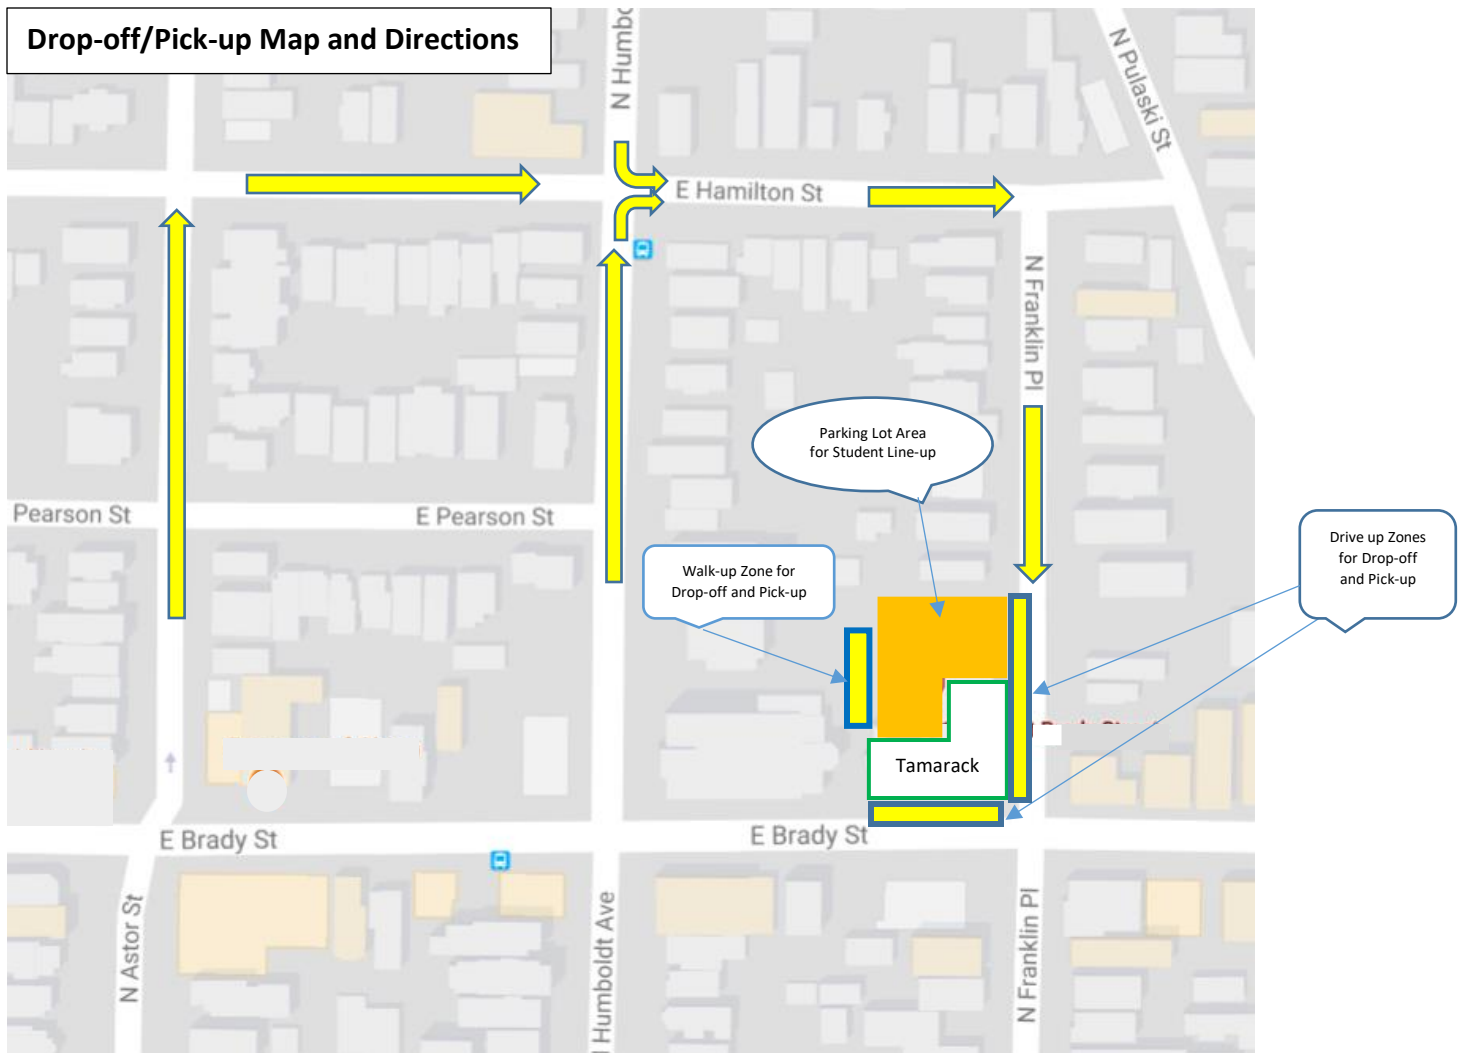 Drop-off/Pick-up Map and Directions
N Humbo
N Pulaski St
E Hamilton St
N Franklin Pl
Parking Lot Area
for Student Line-up
Pearson St
E Pearson St
Drive up Zones
for Drop-off
and Pick-up
Walk-up Zone for
Drop-off and Pick-up
Tamarack
E Brady St
E Brady St
N Astor St
Humboldt Ave
N Franklin Pl